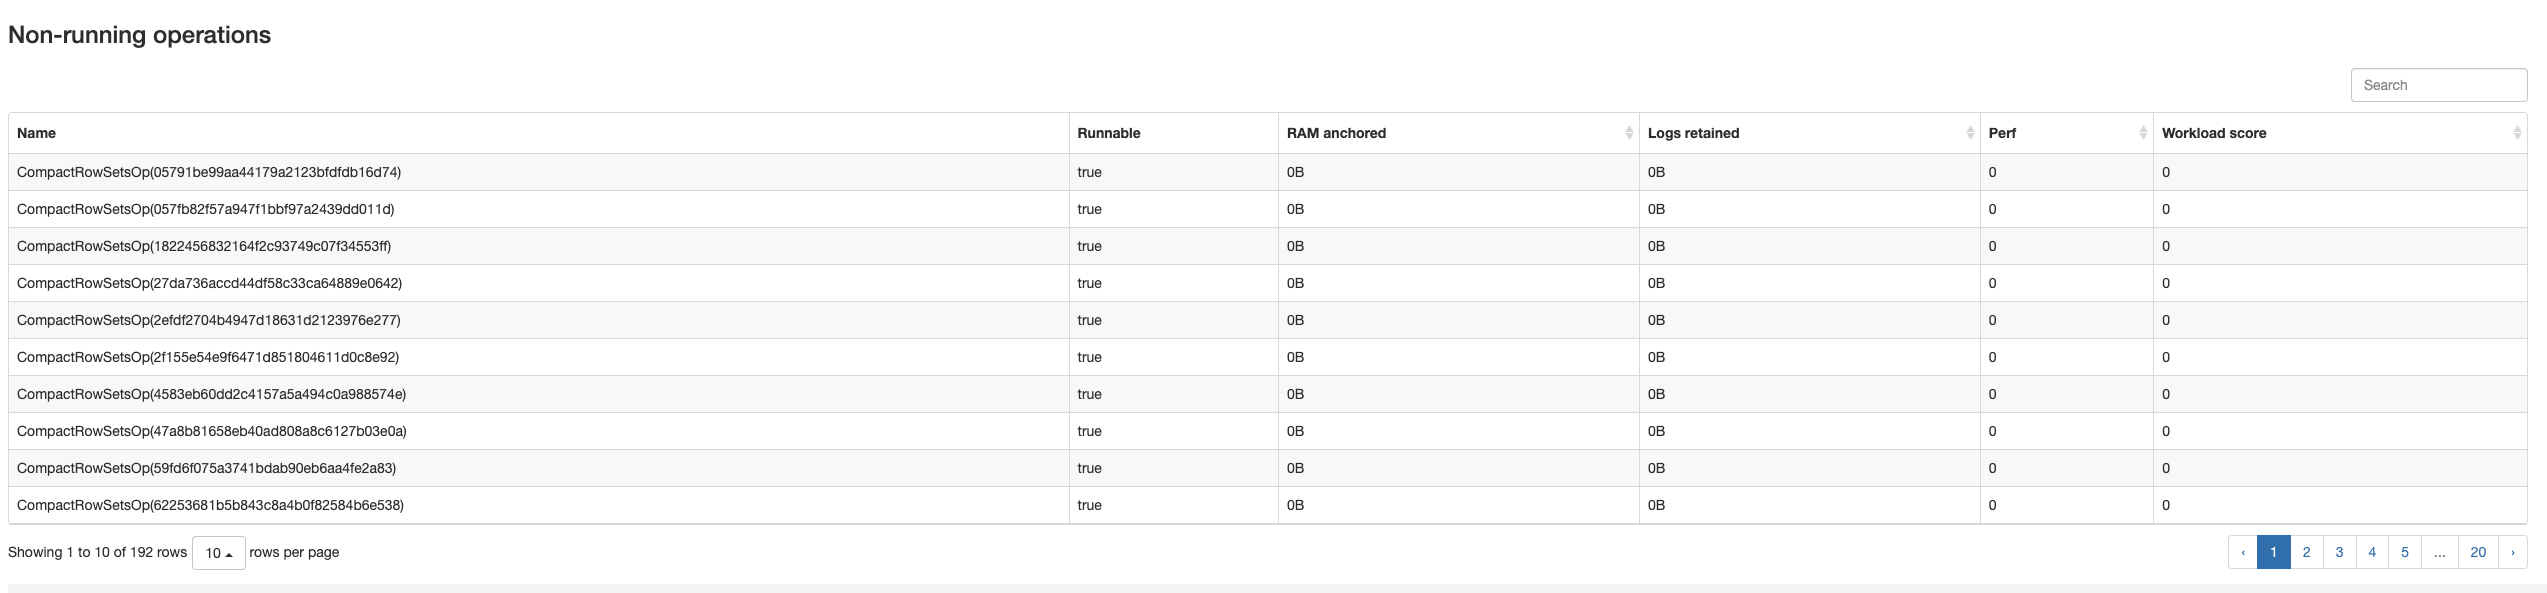 Non-running operations
Search
Name Runnable RAM anchored Logs retained Perf Workload score
CompactRowSetsOp(05791be99aa44179a2123bfdfdb16d74) true 0B 0B 0 0
CompactRowSetsOp(057fb82f57a947f1bbf97a2439dd011d) true 0B 0B 0 0
CompactRowSetsOp(1822456832164f2c93749c07f34553ff) true 0B 0B 0 0
CompactRowSetsOp(27da736accd44df58c33ca64889e0642) true 0B 0B 0 0
CompactRowSetsOp(2efdf2704b4947d18631d2123976e277) true 0B 0B 0 0
CompactRowSetsOp(2f155e54e9f6471d851804611d0c8e92) true 0B 0B 0 0
CompactRowSetsOp(4583eb60dd2c4157a5a494c0a988574e) true 0B 0B 0 0
CompactRowSetsOp(47a8b81658eb40ad808a8c6127b03e0a) true 0B 0B 0 0
CompactRowSetsOp(59fd6f075a3741bdab90eb6aa4fe2a83) true 0B 0B 0 0
CompactRowSetsOp(62253681b5b843c8a4b0f82584b6e538) true 0B 0B 0 0
Showing 1 to 10 of 192 rows 10 rows per page ‹ 1 2 3 4 5 ... 20 ›